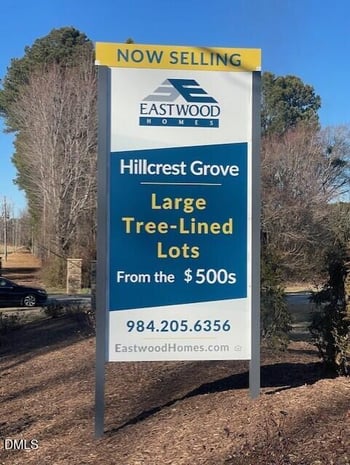 NOW SELLING
EASTWOOD
HOMES
Hillcrest Grove
Large
Tree-Lined
Lots
From the $500s
984.205.6356
EastwoodHomes.com
DMLS